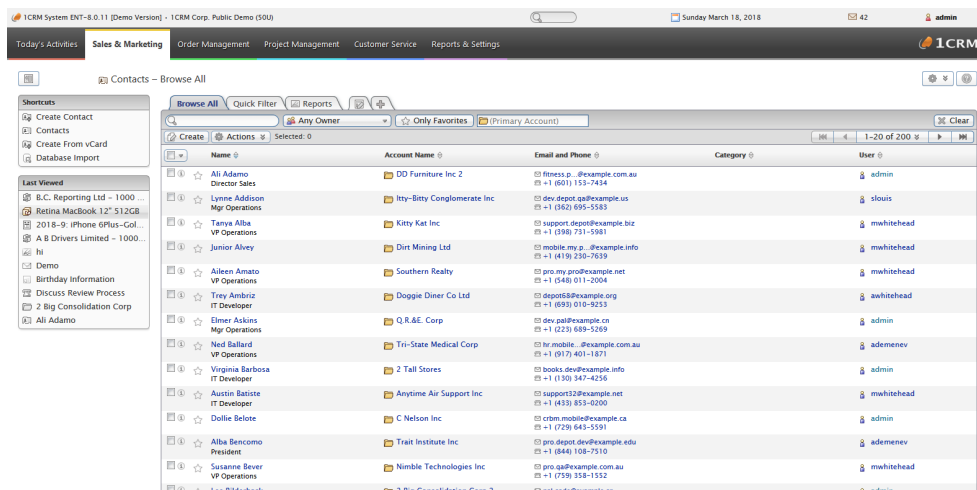 1CRM System ENT-8.0.11 [Demo Version] - 1CRM Corp. Public Demo (50U)
Sunday March 18, 2018
42
admin
Today's Activities
Sales & Marketing
Order Management
Project Management
Customer Service
Reports & Settings
1CRM
Contacts – Browse All
Shortcuts
Create Contact
Contacts
Create From vCard
Database Import
Last Viewed
B.C. Reporting Ltd - 1000 ...
Retina MacBook 12" 512GB
2018-9: iPhone 6Plus-Gol...
A B Drivers Limited - 1000...
hi
Demo
Birthday Information
Discuss Review Process
2 Big Consolidation Corp
Ali Adamo
Browse All
Quick Filter
Reports
Any Owner
Only Favorites
(Primary Account)
Clear
Create
Actions
Selected: 0
1-20 of 200
Name
Account Name
Email and Phone
Category
User
Ali Adamo
Director Sales
DD Furniture Inc 2
fitness.p...@example.com.au
+1 (601) 153-7434
admin
Lynne Addison
Mgr Operations
Itty-Bitty Conglomerate Inc
dev.depot.qa@example.us
+1 (362) 695-5583
slouis
Tanya Alba
VP Operations
Kitty Kat Inc
support.depot@example.biz
+1 (398) 731-5981
mwhitehead
Junior Alvey
Dirt Mining Ltd
mobile.my.p...@example.info
+1 (419) 230-7639
mwhitehead
Aileen Amato
VP Operations
Southern Realty
pro.my.pro@example.net
+1 (548) 011-2004
mwhitehead
Trey Ambriz
IT Developer
Doggie Diner Co Ltd
depot68@example.org
+1 (693) 010-9253
awhitehead
Elmer Askins
Mgr Operations
Q.R.&E. Corp
dev.pal@example.cn
+1 (223) 689-5269
admin
Ned Ballard
VP Operations
Tri-State Medical Corp
hr.mobile...@example.com.au
+1 (917) 401-1871
ademenev
Virginia Barbosa
IT Developer
2 Tall Stores
books.dev@example.info
+1 (130) 347-4256
admin
Austin Batiste
IT Developer
Anytime Air Support Inc
support32@example.net
+1 (433) 853-0200
mwhitehead
Dollie Belote
C Nelson Inc
crbm.mobile@example.ca
+1 (729) 643-5591
admin
Alba Bencomo
President
Trait Institute Inc
pro.depot.dev@example.edu
+1 (844) 108-7510
ademenev
Susanne Bever
VP Operations
Nimble Technologies Inc
pro.qa@example.com.au
+1 (759) 358-1552
mwhitehead